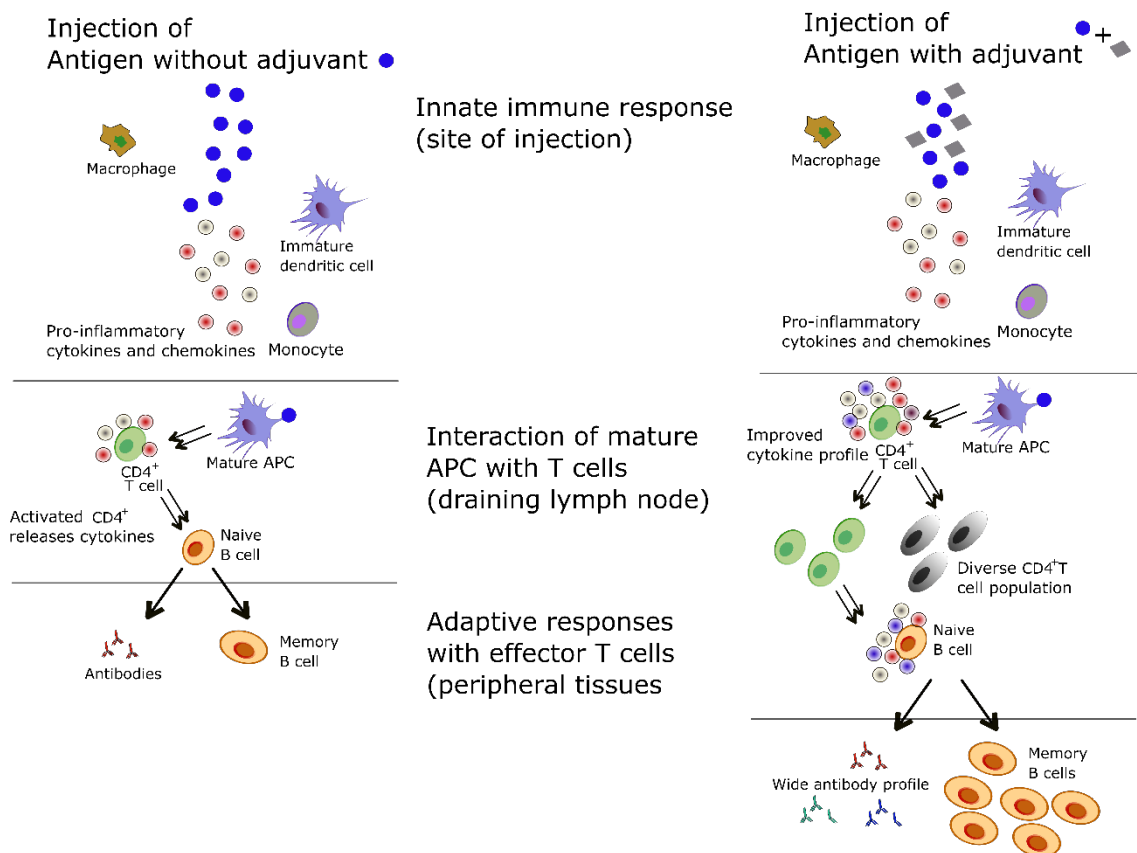 Injection of
Antigen without adjuvant
Macrophage
Immature
dendritic cell
Pro-inflammatory
cytokines and chemokines
Monocyte
CD4+
T cell
Mature APC
Activated CD4+
releases cytokines
Naive
B cell
Antibodies
Memory
B cell
Innate immune response
(site of injection)
Interaction of mature
APC with T cells
(draining lymph node)
Adaptive responses
with effector T cells
(peripheral tissues
Injection of
Antigen with adjuvant
+
Macrophage
Immature
dendritic cell
Pro-inflammatory
cytokines and chemokines
Monocyte
Improved
cytokine profile
CD4+
T cell
Mature APC
Diverse CD4+T
cell population
Naive
B cell
Wide antibody profile
Memory
B cells